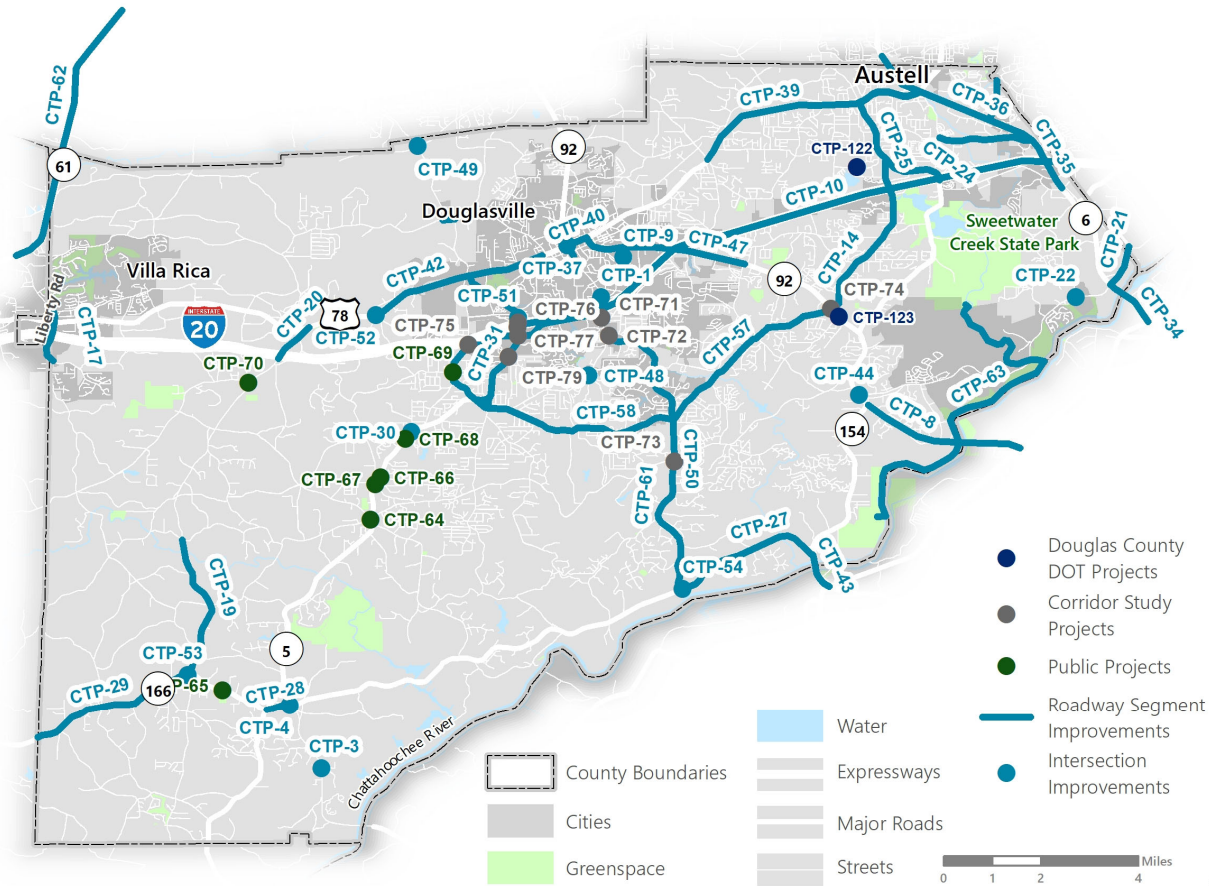 Austell
CTP-62
CTP-39
CTP-36
92
CTP-122
CTP-25
CTP-35
61
CTP-49
CTP-24
CTP-10
Douglasville
CTP-40
CTP-9
Sweetwater
Creek State Park
6
CTP-21
CTP-47
CTP-14
Villa Rica
CTP-42
CTP-37
CTP-1
92
CTP-22
Liberty Rd
CTP-20
CTP-51
CTP-71
CTP-74
INTERSTATE
20
78
CTP-76
CTP-34
CTP-17
CTP-52
CTP-75
CTP-31
CTP-77
CTP-72
CTP-57
CTP-123
CTP-70
CTP-69
CTP-79
CTP-48
CTP-44
CTP-63
CTP-58
CTP-8
CTP-30
CTP-68
CTP-73
154
CTP-50
CTP-67
CTP-66
CTP-61
CTP-64
CTP-27
CTP-54
CTP-43
CTP-19
5
CTP-53
CTP-29
166
P-65
CTP-28
CTP-4
CTP-3
Chattahoochee River
Douglas County
DOT Projects
Corridor Study
Projects
Public Projects
Roadway Segment
Improvements
Intersection
Improvements
County Boundaries
Cities
Greenspace
Water
Expressways
Major Roads
Streets
Miles
0 1 2 4